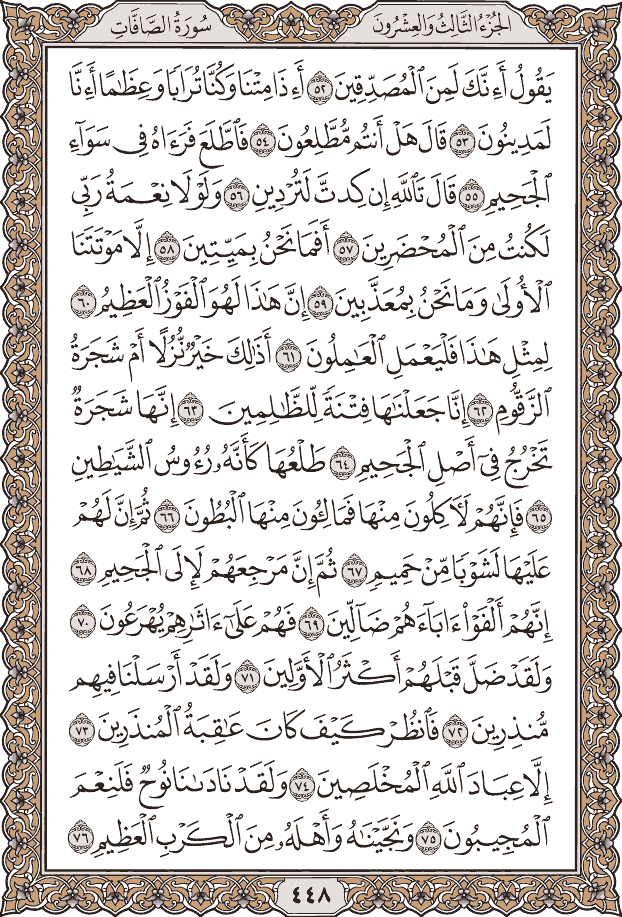 الجُزْءُ الثَّالِثُ وَالعِشْرُونَ
سُورَةُ الصَّافَّاتِ
يَقُولُ أَءِنَّكَ لَمِنَ ٱلْمُصَدِّقِينَ ٥٢ أَءِذَا مِتْنَا وَكُنَّا تُرَابًا وَعِظَٰمًا أَءِنَّا
لَمَدِينُونَ ٥٣ قَالَ هَلْ أَنتُم مُّطَّلِعُونَ ٥٤ فَٱطَّلَعَ فَرَءَاهُ فِى سَوَآءِ
ٱلْجَحِيمِ ٥٥ قَالَ تَٱللَّهِ إِن كِدتَّ لَتُرْدِينِ ٥٦ وَلَوْلَا نِعْمَةُ رَبِّى
لَكُنتُ مِنَ ٱلْمُحْضَرِينَ ٥٧ أَفَمَا نَحْنُ بِمَيِّتِينَ ٥٨ إِلَّا مَوْتَتَنَا
ٱلْأُولَىٰ وَمَا نَحْنُ بِمُعَذَّبِينَ ٥٩ إِنَّ هَٰذَا لَهُوَ ٱلْفَوْزُ ٱلْعَظِيمُ ٦٠
لِمِثْلِ هَٰذَا فَلْيَعْمَلِ ٱلْعَٰمِلُونَ ٦١ أَذَٰلِكَ خَيْرٌ نُّزُلًا أَمْ شَجَرَةُ
ٱلزَّقُّومِ ٦٢ إِنَّا جَعَلْنَٰهَا فِتْنَةً لِّلظَّٰلِمِينَ ٦٣ إِنَّهَا شَجَرَةٌ
تَخْرُجُ فِىٓ أَصْلِ ٱلْجَحِيمِ ٦٤ طَلْعُهَا كَأَنَّهُۥ رُءُوسُ ٱلشَّيَٰطِينِ
٦٥ فَإِنَّهُمْ لَءَاكِلُونَ مِنْهَا فَمَالِـُٔونَ مِنْهَا ٱلْبُطُونَ ٦٦ ثُمَّ إِنَّ لَهُمْ
عَلَيْهَا لَشَوْبًا مِّنْ حَمِيمٍ ٦٧ ثُمَّ إِنَّ مَرْجِعَهُمْ لَإِلَى ٱلْجَحِيمِ ٦٨
إِنَّهُمْ أَلْفَوْا۟ ءَابَآءَهُمْ ضَآلِّينَ ٦٩ فَهُمْ عَلَىٰٓ ءَاثَٰرِهِمْ يُهْرَعُونَ ٧٠
وَلَقَدْ ضَلَّ قَبْلَهُمْ أَكْثَرُ ٱلْأَوَّلِينَ ٧١ وَلَقَدْ أَرْسَلْنَا فِيهِم
مُّنذِرِينَ ٧٢ فَٱنظُرْ كَيْفَ كَانَ عَٰقِبَةُ ٱلْمُنذَرِينَ ٧٣
إِلَّا عِبَادَ ٱللَّهِ ٱلْمُخْلَصِينَ ٧٤ وَلَقَدْ نَادَىٰنَا نُوحٌ فَلَنِعْمَ
ٱلْمُجِيبُونَ ٧٥ وَنَجَّيْنَٰهُ وَأَهْلَهُۥ مِنَ ٱلْكَرْبِ ٱلْعَظِيمِ ٧٦
٤٤٨